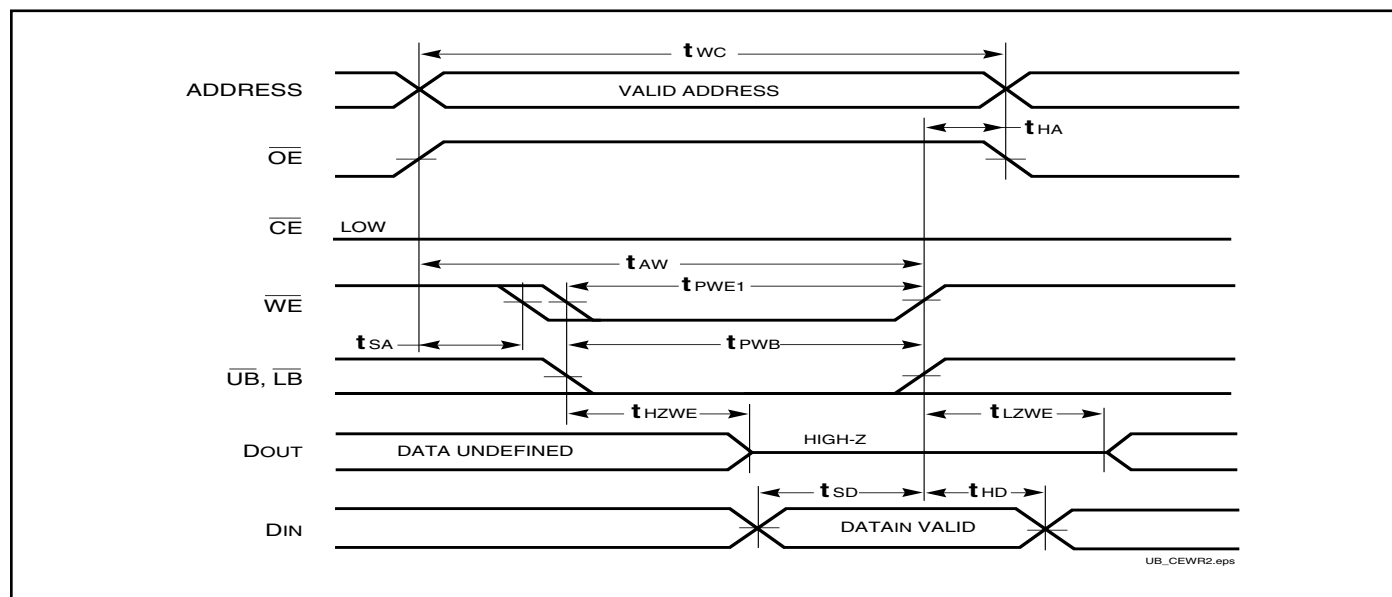 tWC
ADDRESS
VALID ADDRESS
tHA
OE
CE
LOW
tAW
WE
tPWE1
tSA
tPWB
UB, LB
tHZWE
tLZWE
DOUT
DATA UNDEFINED
HIGH-Z
tSD
tHD
DIN
DATAIN VALID
UB_CEWR2.eps